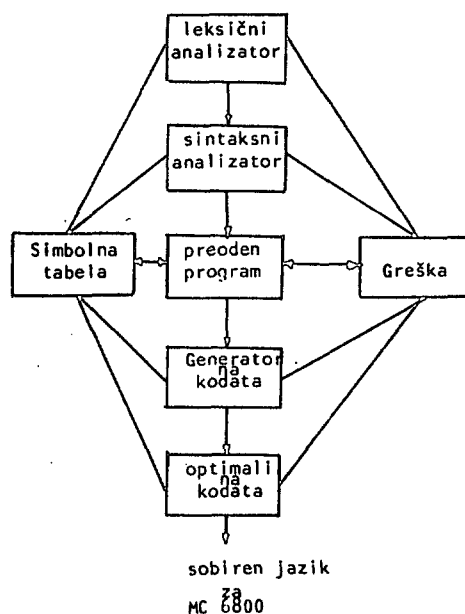 leksični
analizator
sintaksni
analizator
Simbolna
tabela
preoden
program
Greška
Generator
na
kodata
optimali
na
kodata
sobiren jazik
za
MC 6800